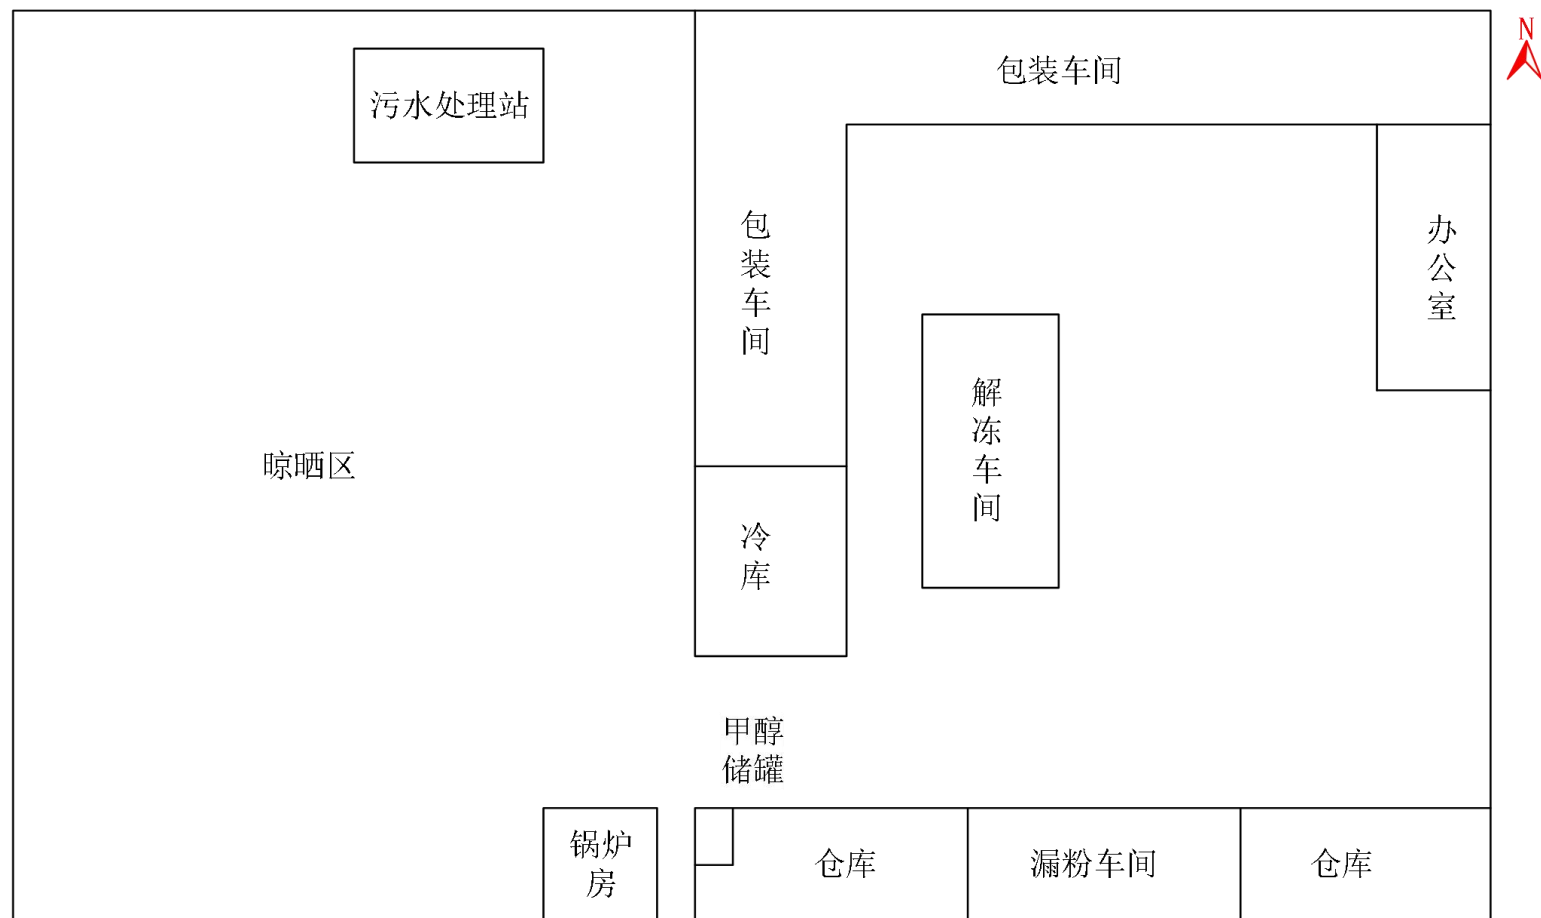 N
包装车间
污水处理站
包装车间
办公室
解冻车间
晾晒区
冷库
甲醇
储罐
锅炉
房
仓库
漏粉车间
仓库